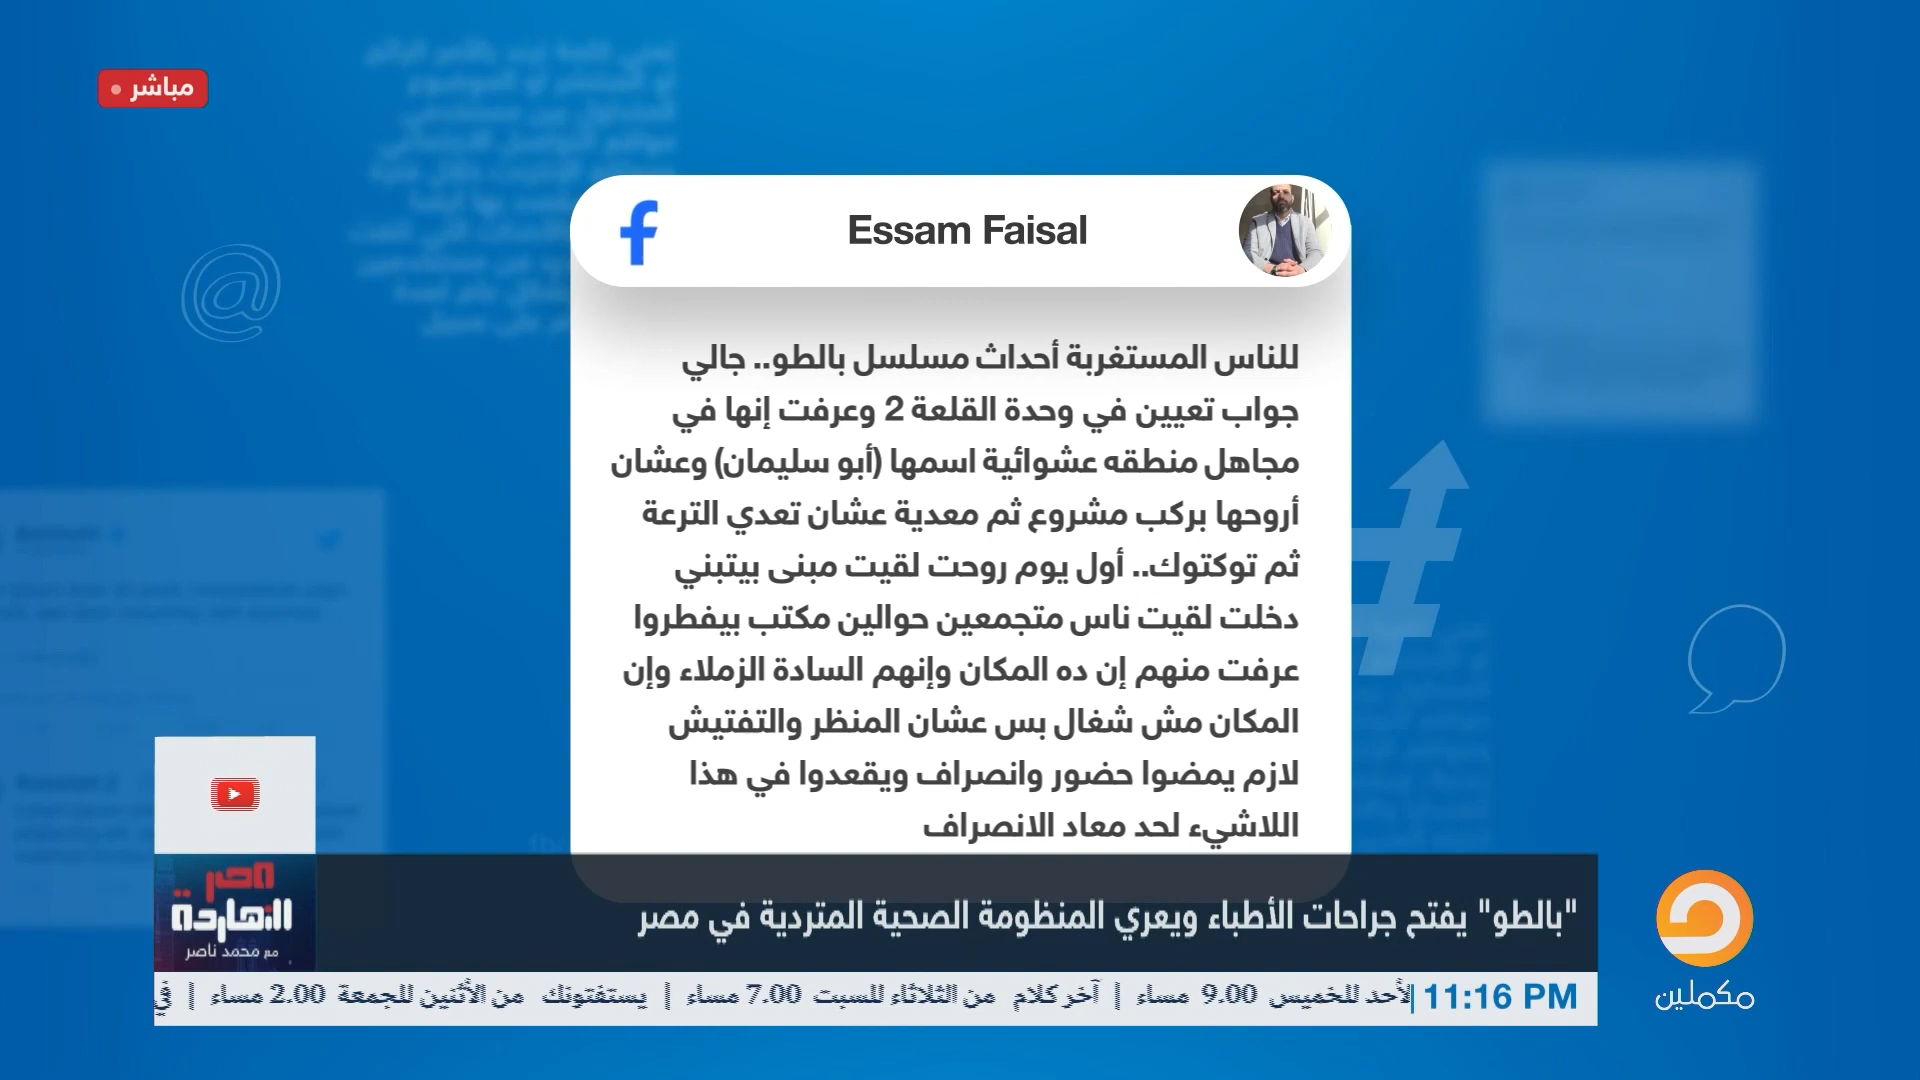 مباشر
Essam Faisal
للناس المستغربة أحداث مسلسل بالطو.. جالي
جواب تعيين في وحدة القلعة 2 وعرفت إنها في
مجاهل منطقه عشوائية اسمها (أبو سليمان) وعشان
أروحها بركب مشروع ثم معدية عشان تعدي الترعة
ثم توكتوك.. أول يوم روحت لقيت مبنى بيتبني
دخلت لقيت ناس متجمعين حوالين مكتب بيفطروا
عرفت منهم إن ده المكان وإنهم السادة الزملاء وإن
المكان مش شغال بس عشان المنظر والتفتيش
لازم يمضوا حضور وانصراف ويقعدوا في هذا
اللاشيء لحد معاد الانصراف
"بالطو" يفتح جراحات الأطباء ويعري المنظومة الصحية المتردية في مصر
مصر
النهاردة
مع محمد ناصر
11:16 PM
لأحد للخميس 9.00 مساء | آخر كلام من الثلاثاء للسبت 7.00 مساء | يستفتونك من الأثنين للجمعة 2.00 مساء | في
مكملين